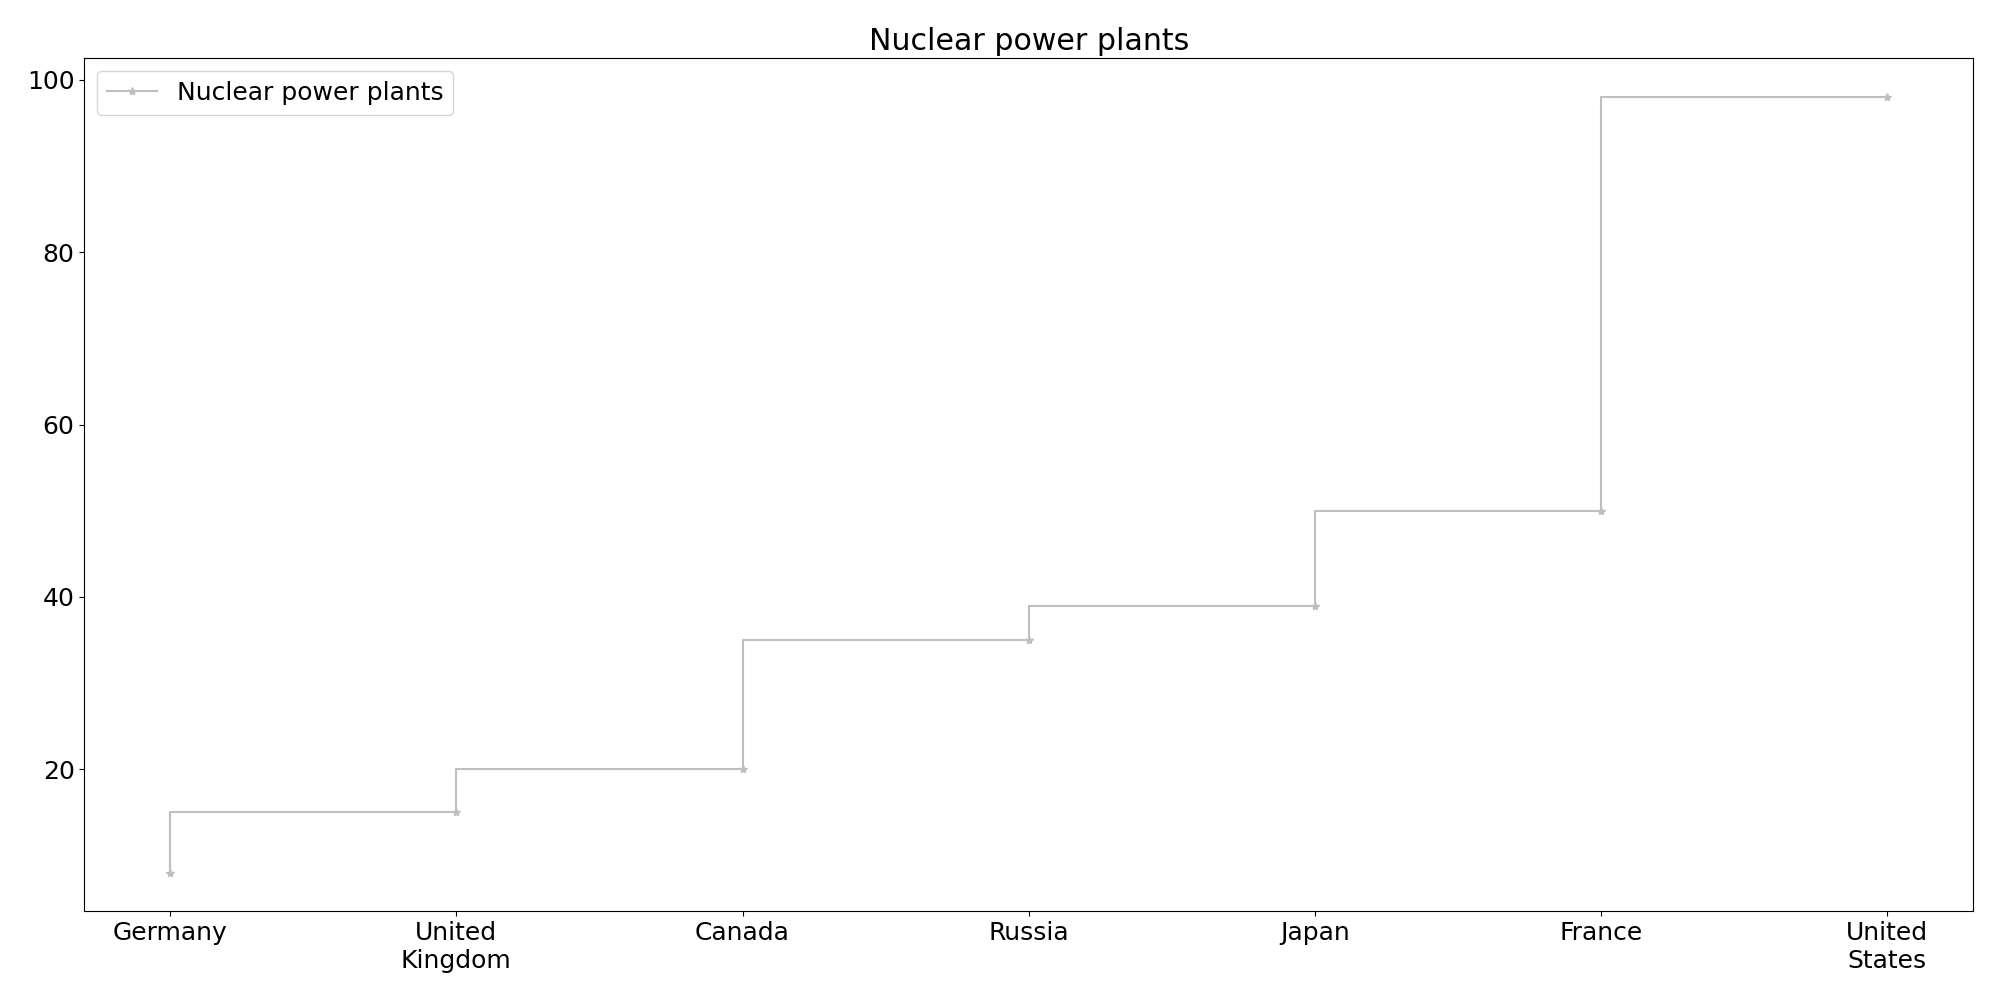 Nuclear power plants
Nuclear power plants
100
80
60
40
20
Germany
United
Kingdom
Canada
Russia
Japan
France
United
States